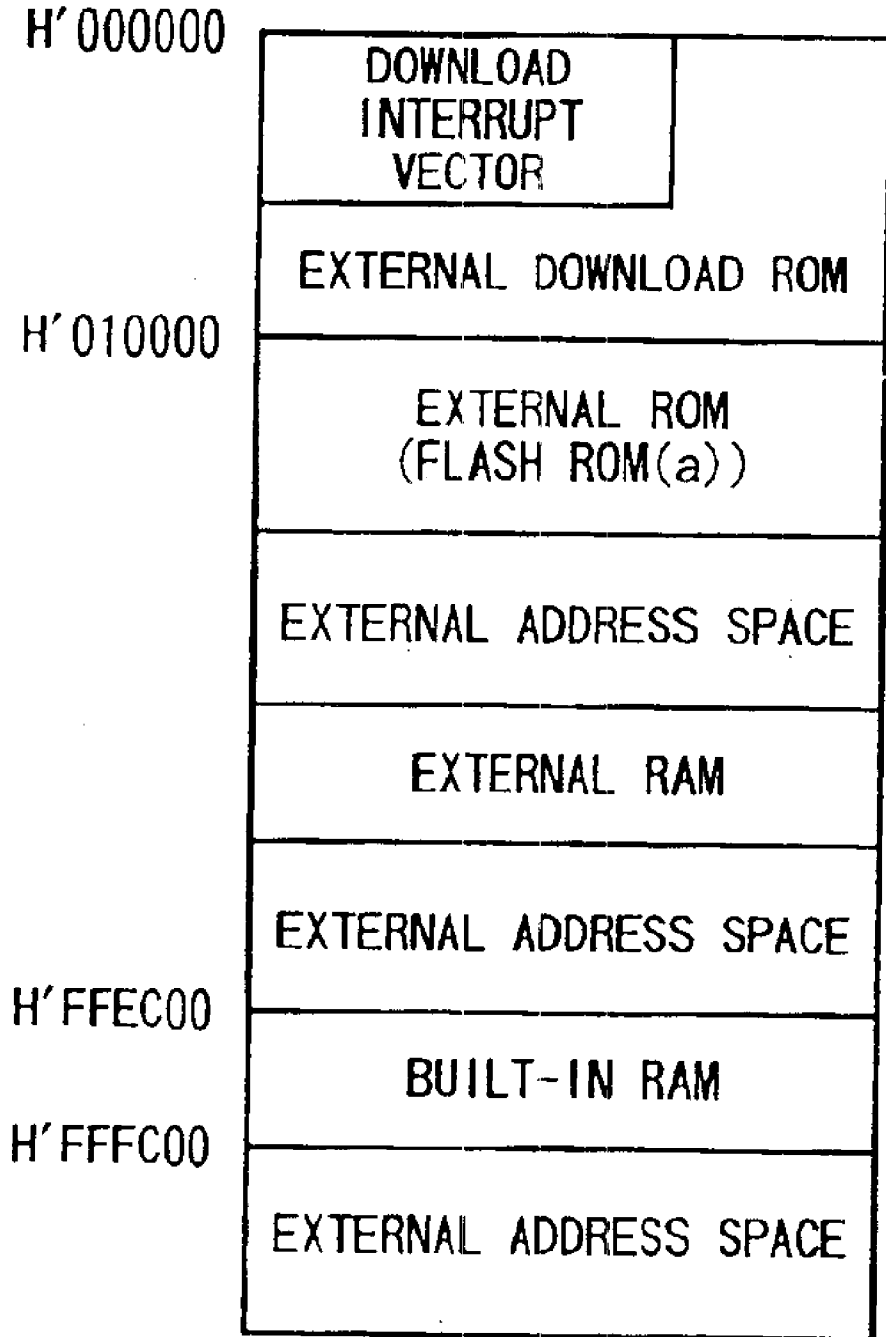 H'000000
DOWNLOAD
INTERRUPT
VECTOR
EXTERNAL DOWNLOAD ROM
H'010000
EXTERNAL ROM
(FLASH ROM(a))
EXTERNAL ADDRESS SPACE
EXTERNAL RAM
EXTERNAL ADDRESS SPACE
H'FFEC00
BUILT-IN RAM
H'FFFC00
EXTERNAL ADDRESS SPACE